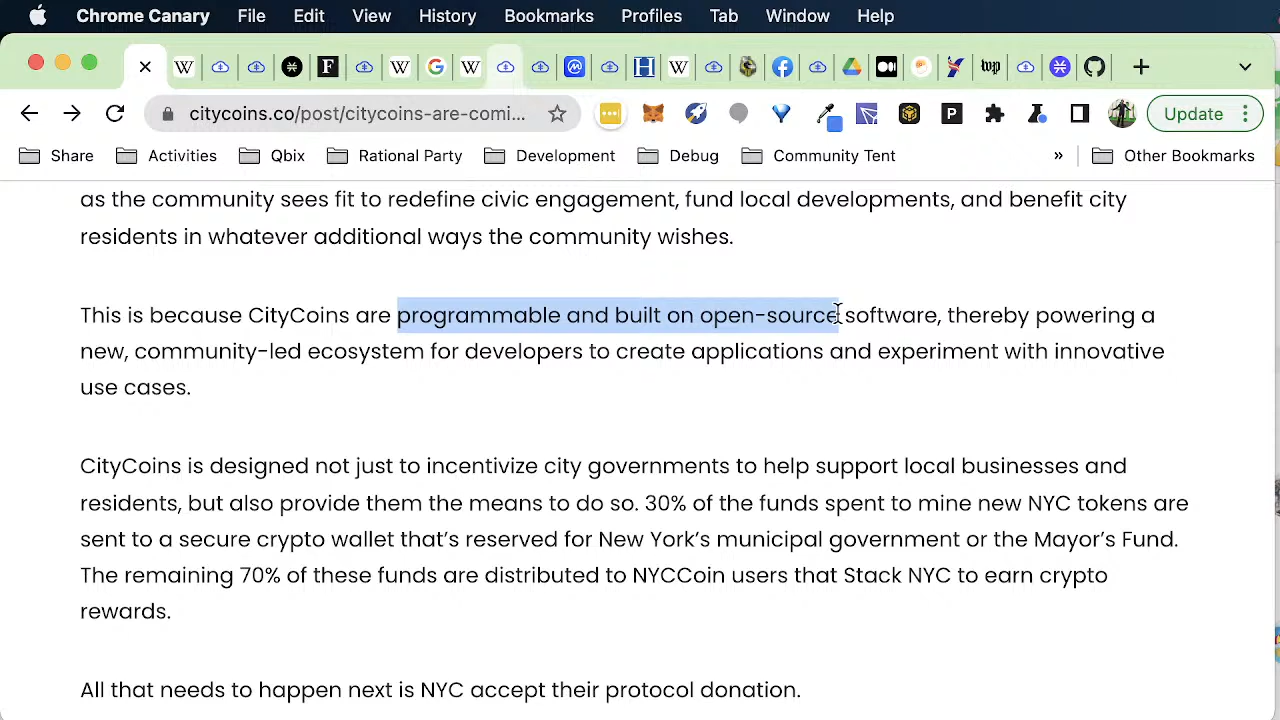 Chrome Canary File Edit View History Bookmarks Profiles Tab Window Help
citycoins.co/post/citycoins-are-comi... Update
Share Activities Qbix Rational Party Development Debug Community Tent » Other Bookmarks
as the community sees fit to redefine civic engagement, fund local developments, and benefit city
residents in whatever additional ways the community wishes.
This is because CityCoins are programmable and built on open-source software, thereby powering a
new, community-led ecosystem for developers to create applications and experiment with innovative
use cases.
CityCoins is designed not just to incentivize city governments to help support local businesses and
residents, but also provide them the means to do so. 30% of the funds spent to mine new NYC tokens are
sent to a secure crypto wallet that’s reserved for New York’s municipal government or the Mayor’s Fund.
The remaining 70% of these funds are distributed to NYCCoin users that Stack NYC to earn crypto
rewards.
All that needs to happen next is NYC accept their protocol donation.